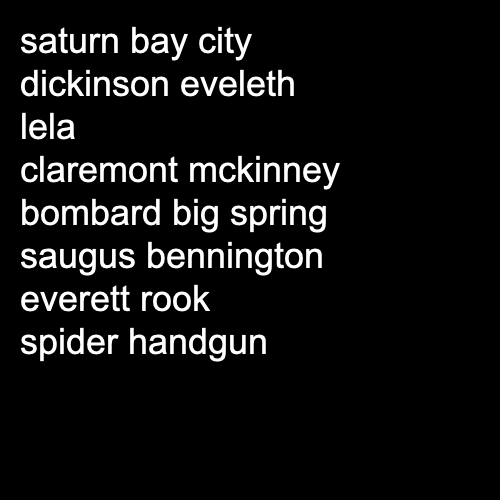 saturn bay city
dickinson eveleth
lela
claremont mckinney
bombard big spring
saugus bennington
everett rook
spider handgun